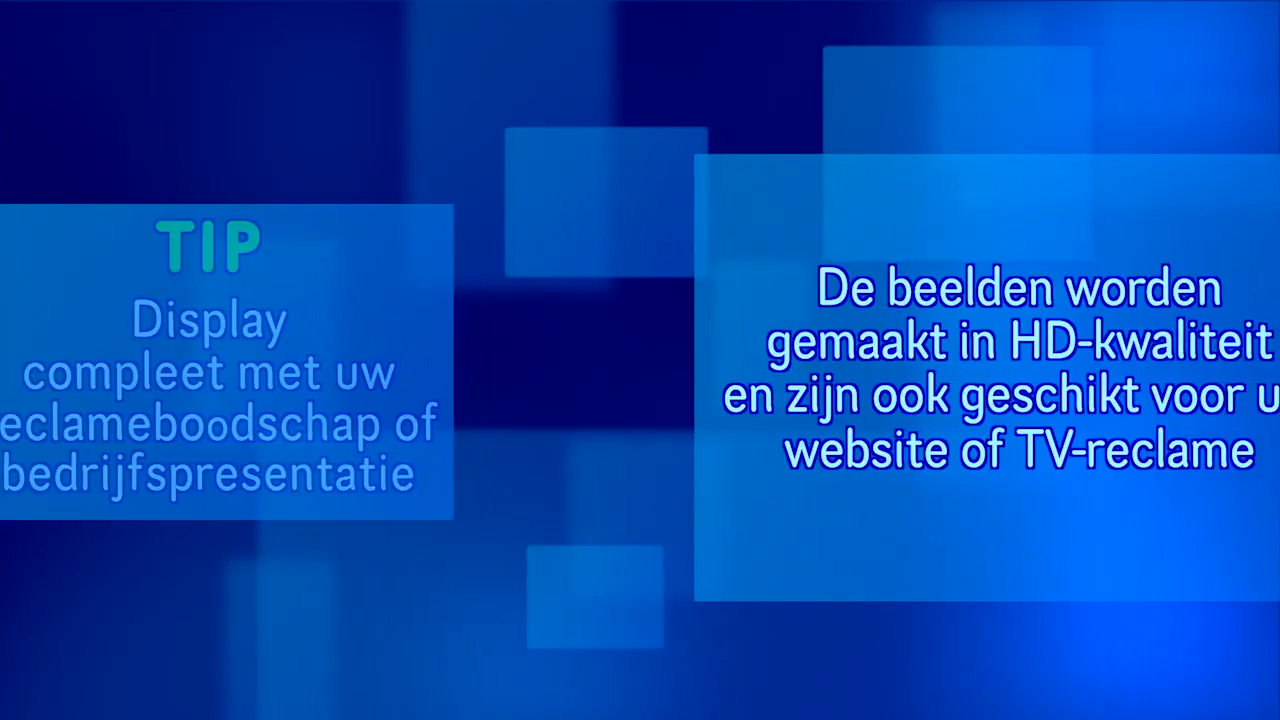 TIP
Display
compleet met uw
eclameboodschap of
bedrijfspresentatie
De beelden worden
gemaakt in HD-kwaliteit
en zijn ook geschikt voor u
website of TV-reclame